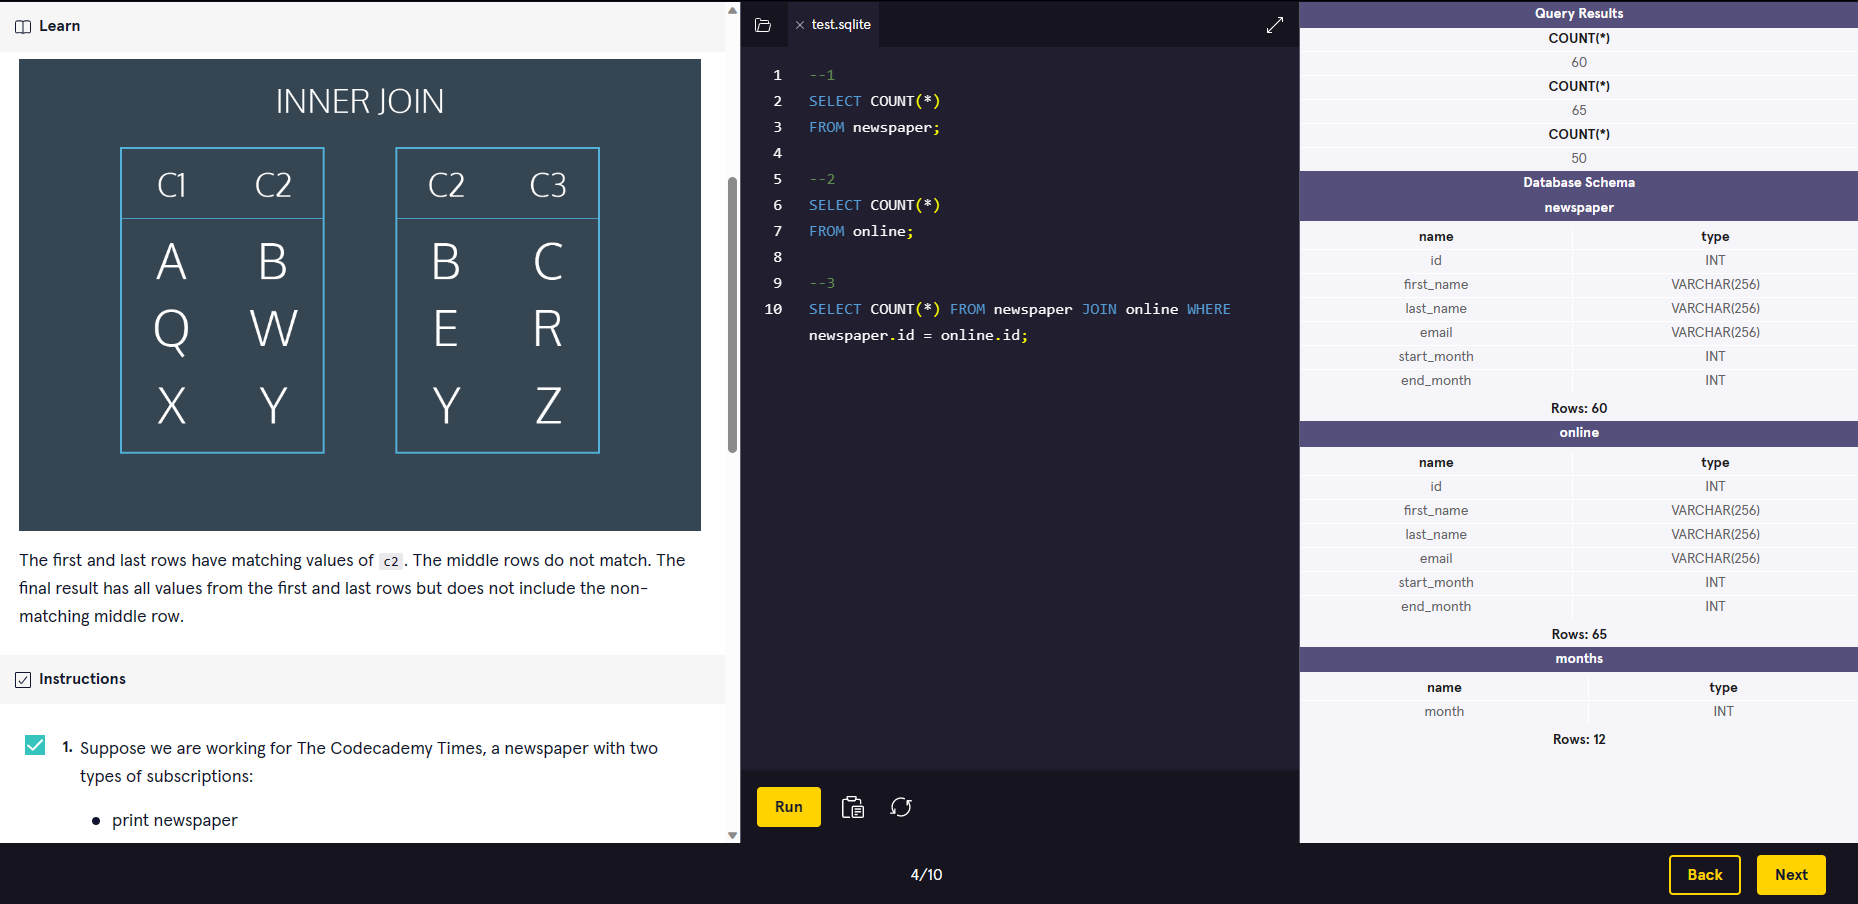 Learn
INNER JOIN
C1 C2 C2 C3
A B B C
Q W E R
X Y Y Z
The first and last rows have matching values of c2. The middle rows do not match. The
final result has all values from the first and last rows but does not include the non-
matching middle row.
Instructions
1. Suppose we are working for The Codecademy Times, a newspaper with two
types of subscriptions:
• print newspaper
× test.sqlite
1 --1
2 SELECT COUNT(*)
3 FROM newspaper;
4
5 --2
6 SELECT COUNT(*)
7 FROM online;
8
9 --3
10 SELECT COUNT(*) FROM newspaper JOIN online WHERE
newspaper.id = online.id;
Run
Query Results
COUNT(*)
60
COUNT(*)
65
COUNT(*)
50
Database Schema
newspaper
name type
id INT
first_name VARCHAR(256)
last_name VARCHAR(256)
email VARCHAR(256)
start_month INT
end_month INT
Rows: 60
online
name type
id INT
first_name VARCHAR(256)
last_name VARCHAR(256)
email VARCHAR(256)
start_month INT
end_month INT
Rows: 65
months
name type
month INT
Rows: 12
4/10
Back
Next